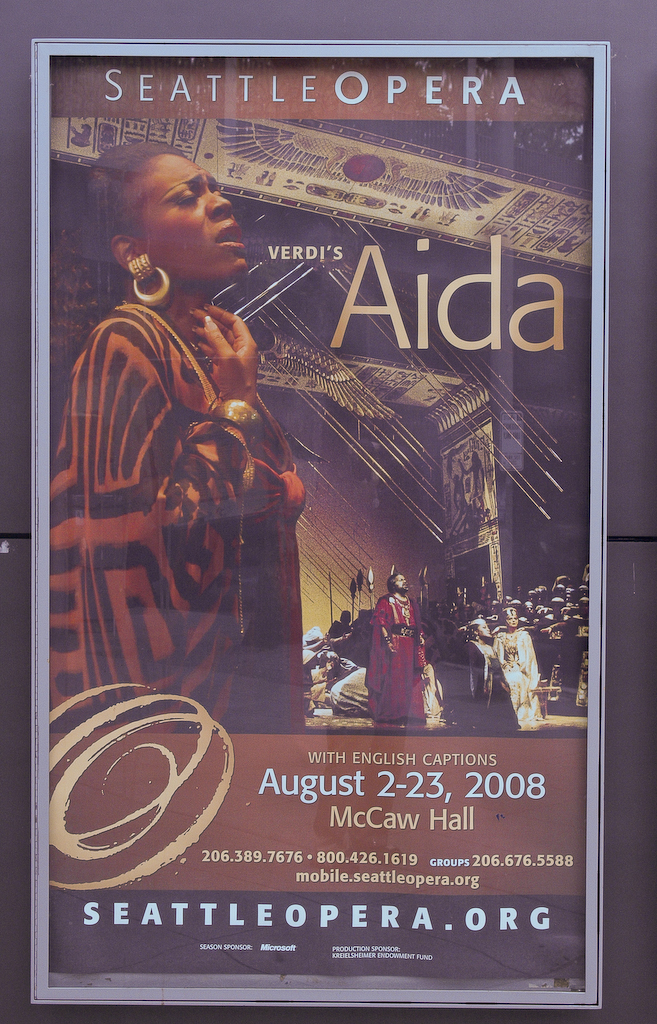 SEATTLEOPERA
VERDI'S
Aida
WITH ENGLISH CAPTIONS
August 2-23, 2008
McCaw Hall
206.389.7676 • 800.426.1619 GROUPS 206.676.5588
mobile.seattleopera.org
SEATTLEOPERA.ORG
SEASON SPONSOR: Microsoft
PRODUCTION SPONSOR:
KREIELSHEIMER ENDOWMENT FUND